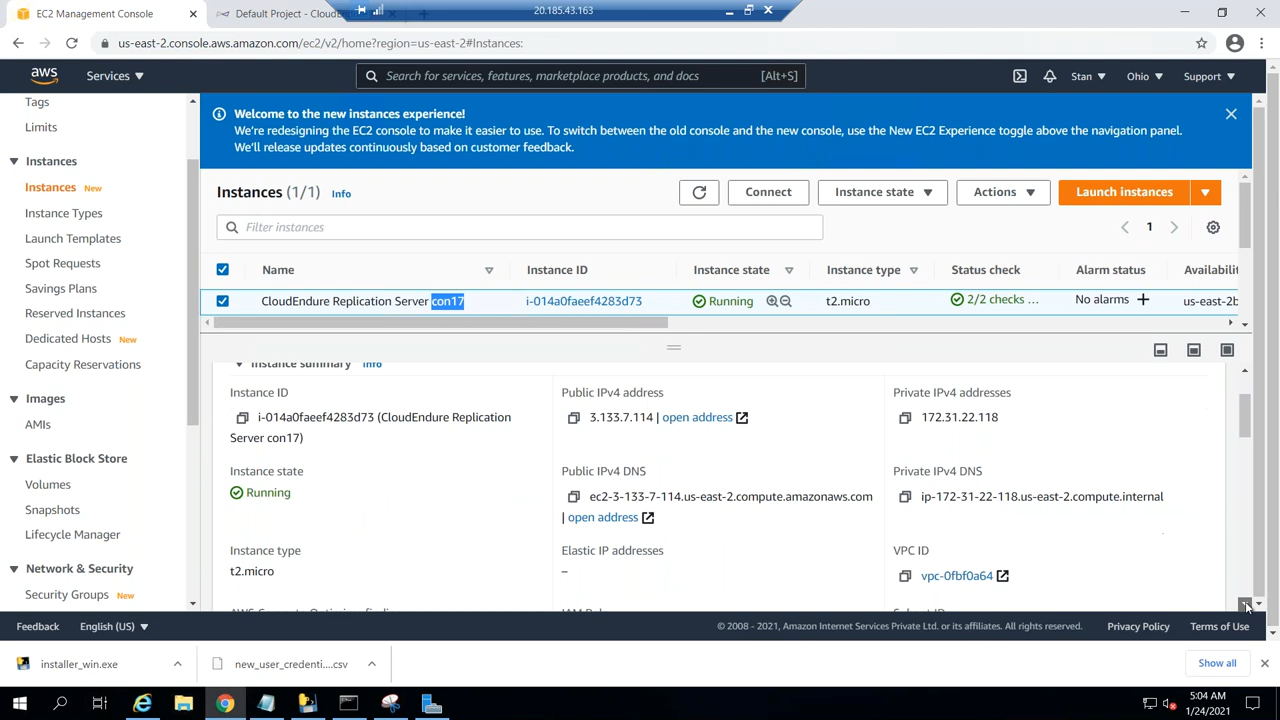 EC2 Management Console
Default Project - CloudEn
20.185.43.163
us-east-2.console.aws.amazon.com/ec2/v2/home?region=us-east-2#Instances:
aws
Services
Search for services, features, marketplace products, and docs
[Alt+S]
Stan
Ohio
Support
Tags
Limits
Instances
Instances New
Instance Types
Launch Templates
Spot Requests
Savings Plans
Reserved Instances
Dedicated Hosts New
Capacity Reservations
Images
AMIs
Elastic Block Store
Volumes
Snapshots
Lifecycle Manager
Network & Security
Security Groups New
Welcome to the new instances experience!
We're redesigning the EC2 console to make it easier to use. To switch between the old console and the new console, use the New EC2 Experience toggle above the navigation panel.
We'll release updates continuously based on customer feedback.
Instances (1/1) Info
Connect
Instance state
Actions
Launch instances
Filter instances
1
Name
Instance ID
Instance state
Instance type
Status check
Alarm status
Availabili
CloudEndure Replication Server con17
i-014a0faeef4283d73
Running
t2.micro
2/2 checks ...
No alarms +
us-east-2b
Instance summary Info
Instance ID
i-014a0faeef4283d73 (CloudEndure Replication
Server con17)
Public IPv4 address
3.133.7.114 | open address
Private IPv4 addresses
172.31.22.118
Instance state
Running
Public IPv4 DNS
ec2-3-133-7-114.us-east-2.compute.amazonaws.com
| open address
Private IPv4 DNS
ip-172-31-22-118.us-east-2.compute.internal
Instance type
t2.micro
Elastic IP addresses
–
VPC ID
vpc-0fbf0a64
Feedback
English (US)
© 2008 - 2021, Amazon Internet Services Private Ltd. or its affiliates. All rights reserved.
Privacy Policy
Terms of Use
installer_win.exe
new_user_credenti....csv
Show all
5:04 AM
1/24/2021